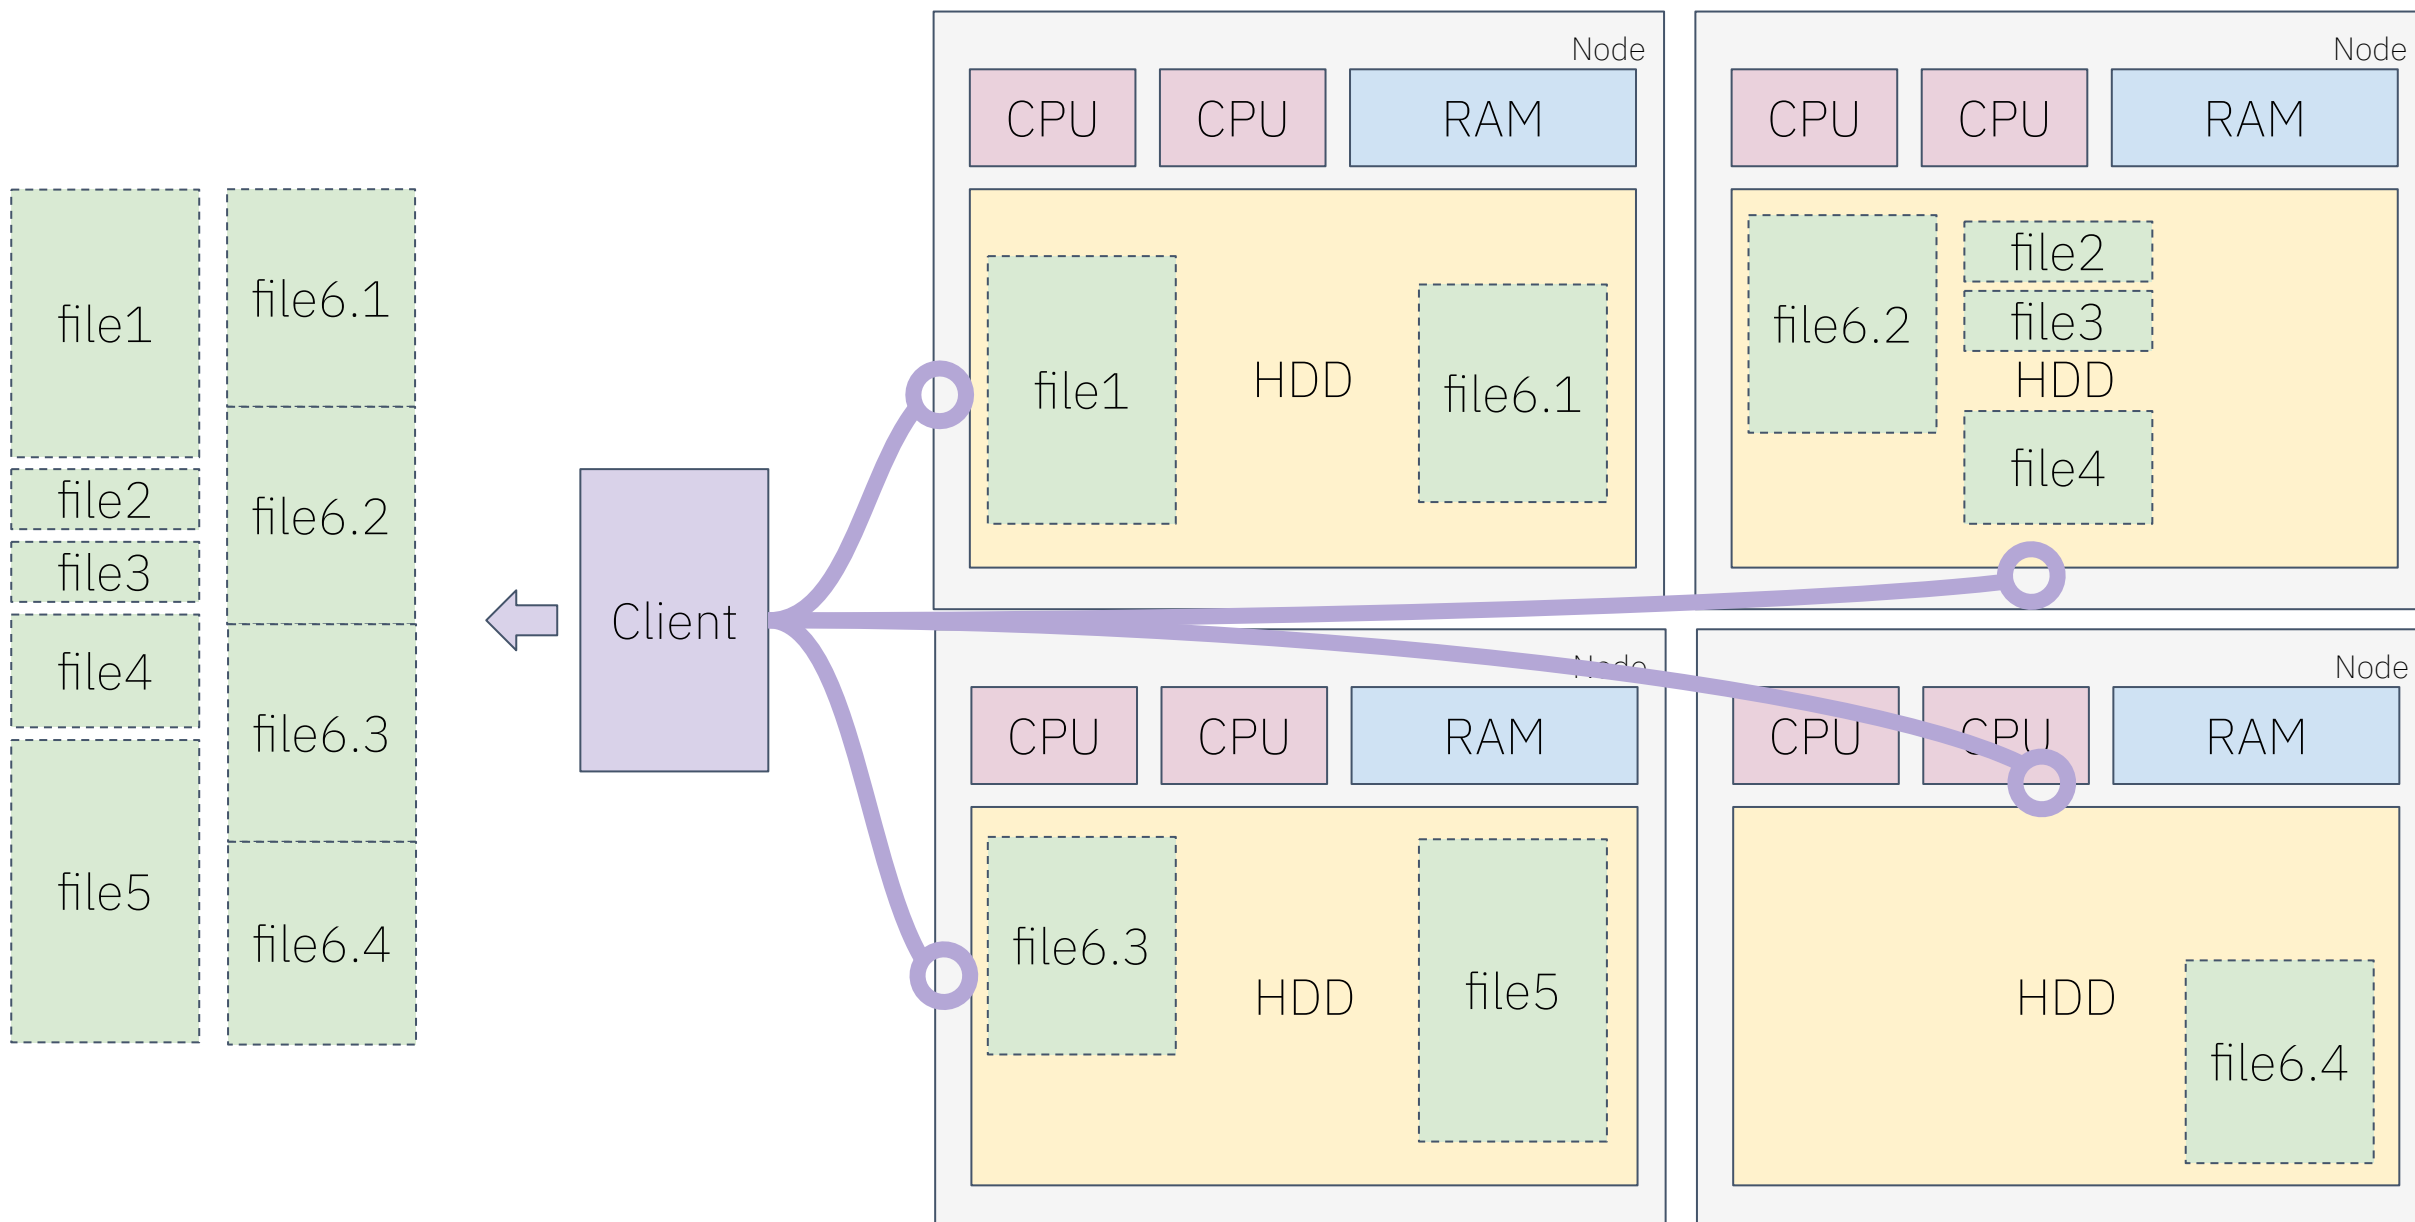 file1
file2
file3
file4
file5
file6.1
file6.2
file6.3
file6.4
Client
Node
CPU CPU RAM
file1 HDD file6.1
Node
CPU CPU RAM
file6.2
file2
file3
HDD
file4
Node
CPU CPU RAM
file6.3 HDD file5
Node
CPU CPU RAM
HDD
file6.4